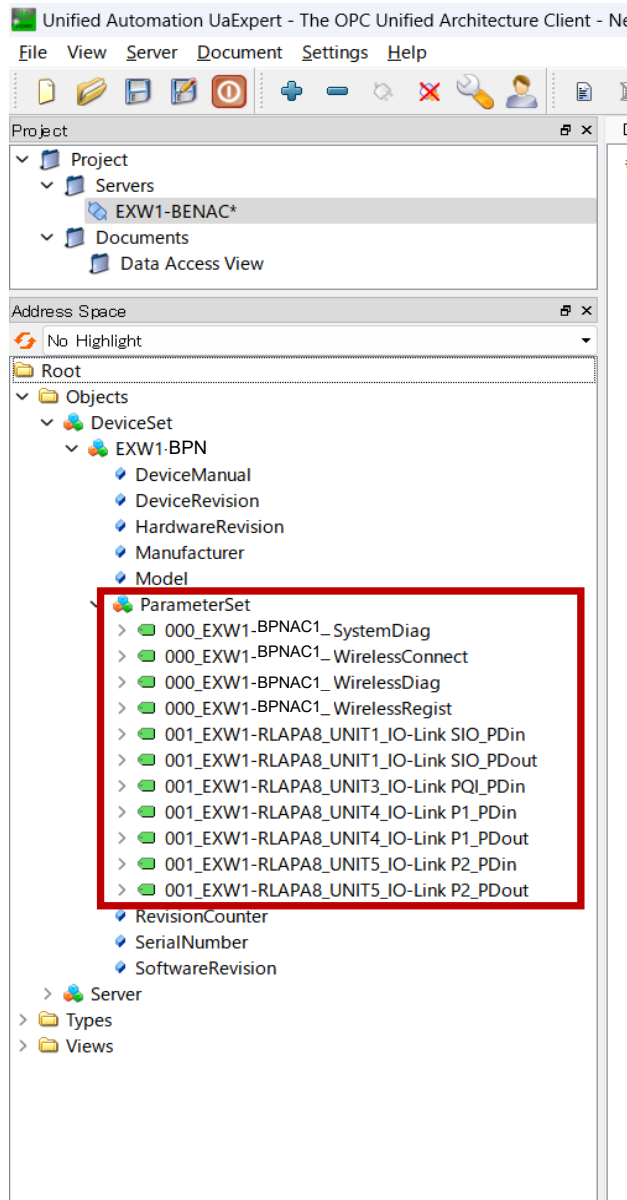 Unified Automation UaExpert - The OPC Unified Architecture Client - Ne
File View Server Document Settings Help
Project
Project
Servers
EXW1-BENAC*
Documents
Data Access View
Address Space
No Highlight
Root
Objects
DeviceSet
EXW1-BPN
DeviceManual
DeviceRevision
HardwareRevision
Manufacturer
Model
ParameterSet
000_EXW1-BPNAC1_SystemDiag
000_EXW1-BPNAC1_WirelessConnect
000_EXW1-BPNAC1_WirelessDiag
000_EXW1-BPNAC1_WirelessRegist
001_EXW1-RLAPA8_UNIT1_IO-Link SIO_PDin
001_EXW1-RLAPA8_UNIT1_IO-Link SIO_PDout
001_EXW1-RLAPA8_UNIT3_IO-Link PQI_PDin
001_EXW1-RLAPA8_UNIT4_IO-Link P1_PDin
001_EXW1-RLAPA8_UNIT4_IO-Link P1_PDout
001_EXW1-RLAPA8_UNIT5_IO-Link P2_PDin
001_EXW1-RLAPA8_UNIT5_IO-Link P2_PDout
RevisionCounter
SerialNumber
SoftwareRevision
Server
Types
Views